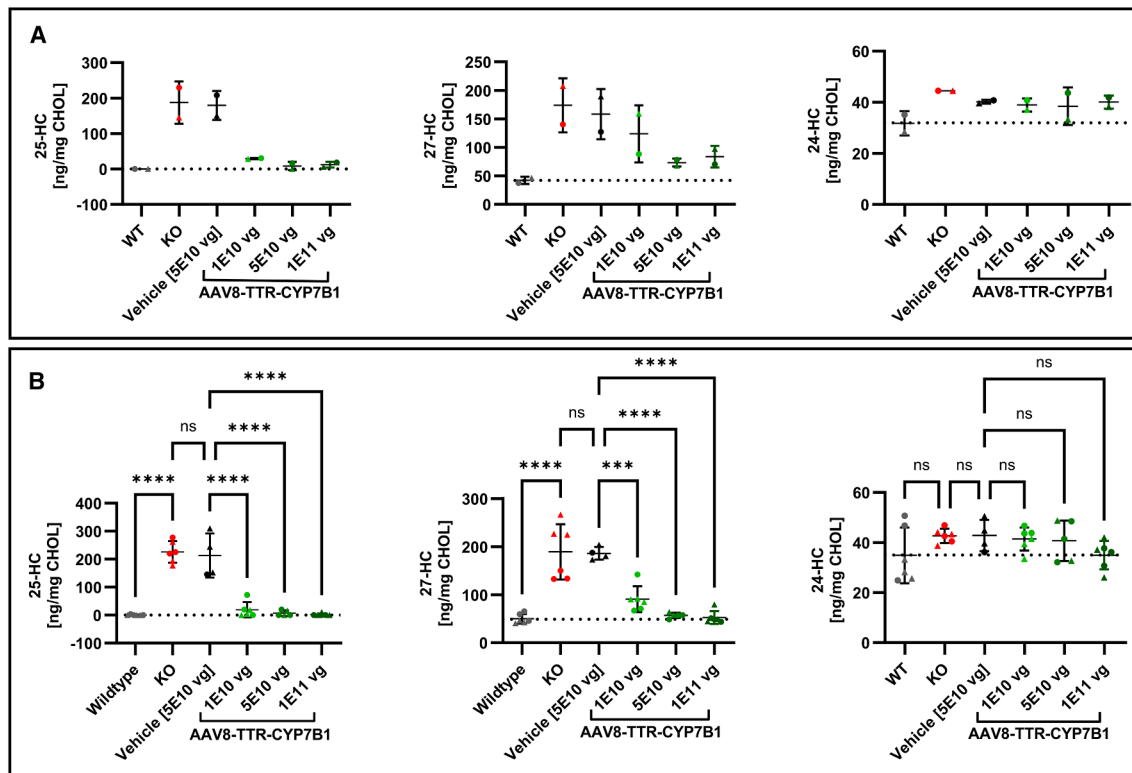 A
25-HC
[ng/mg CHOL]
300
200
100
0
-100
WT
KO
Vehicle [5E10 vg]
1E10 vg
5E10 vg
1E11 vg
AAV8-TTR-CYP7B1
27-HC
[ng/mg CHOL]
250
200
150
100
50
0
WT
KO
Vehicle [5E10 vg]
1E10 vg
5E10 vg
1E11 vg
AAV8-TTR-CYP7B1
24-HC
[ng/mg CHOL]
60
40
20
0
WT
KO
Vehicle [5E10 vg]
1E10 vg
5E10 vg
1E11 vg
AAV8-TTR-CYP7B1
B
****
ns
****
****
****
25-HC
[ng/mg CHOL]
400
300
200
100
0
-100
Wildtype
KO
Vehicle [5E10 vg]
1E10 vg
5E10 vg
1E11 vg
AAV8-TTR-CYP7B1
****
ns
****
****
***
27-HC
[ng/mg CHOL]
300
200
100
0
Wildtype
KO
Vehicle [5E10 vg]
1E10 vg
5E10 vg
1E11 vg
AAV8-TTR-CYP7B1
ns
ns
ns
ns
ns
24-HC
[ng/mg CHOL]
60
40
20
0
WT
KO
Vehicle [5E10 vg]
1E10 vg
5E10 vg
1E11 vg
AAV8-TTR-CYP7B1